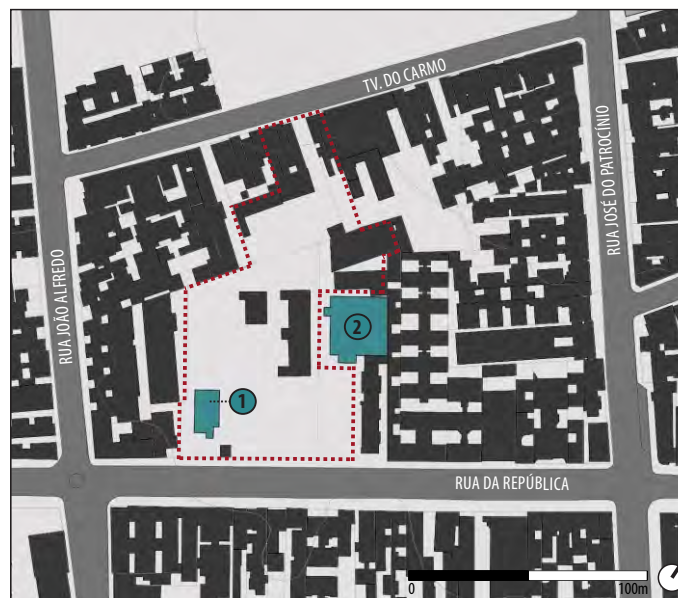 TV. DO CARMO
RUA JOÃO ALFREDO
RUA JOSÉ DO PATROCÍNIO
2
1
RUA DA REPÚBLICA
0 100m